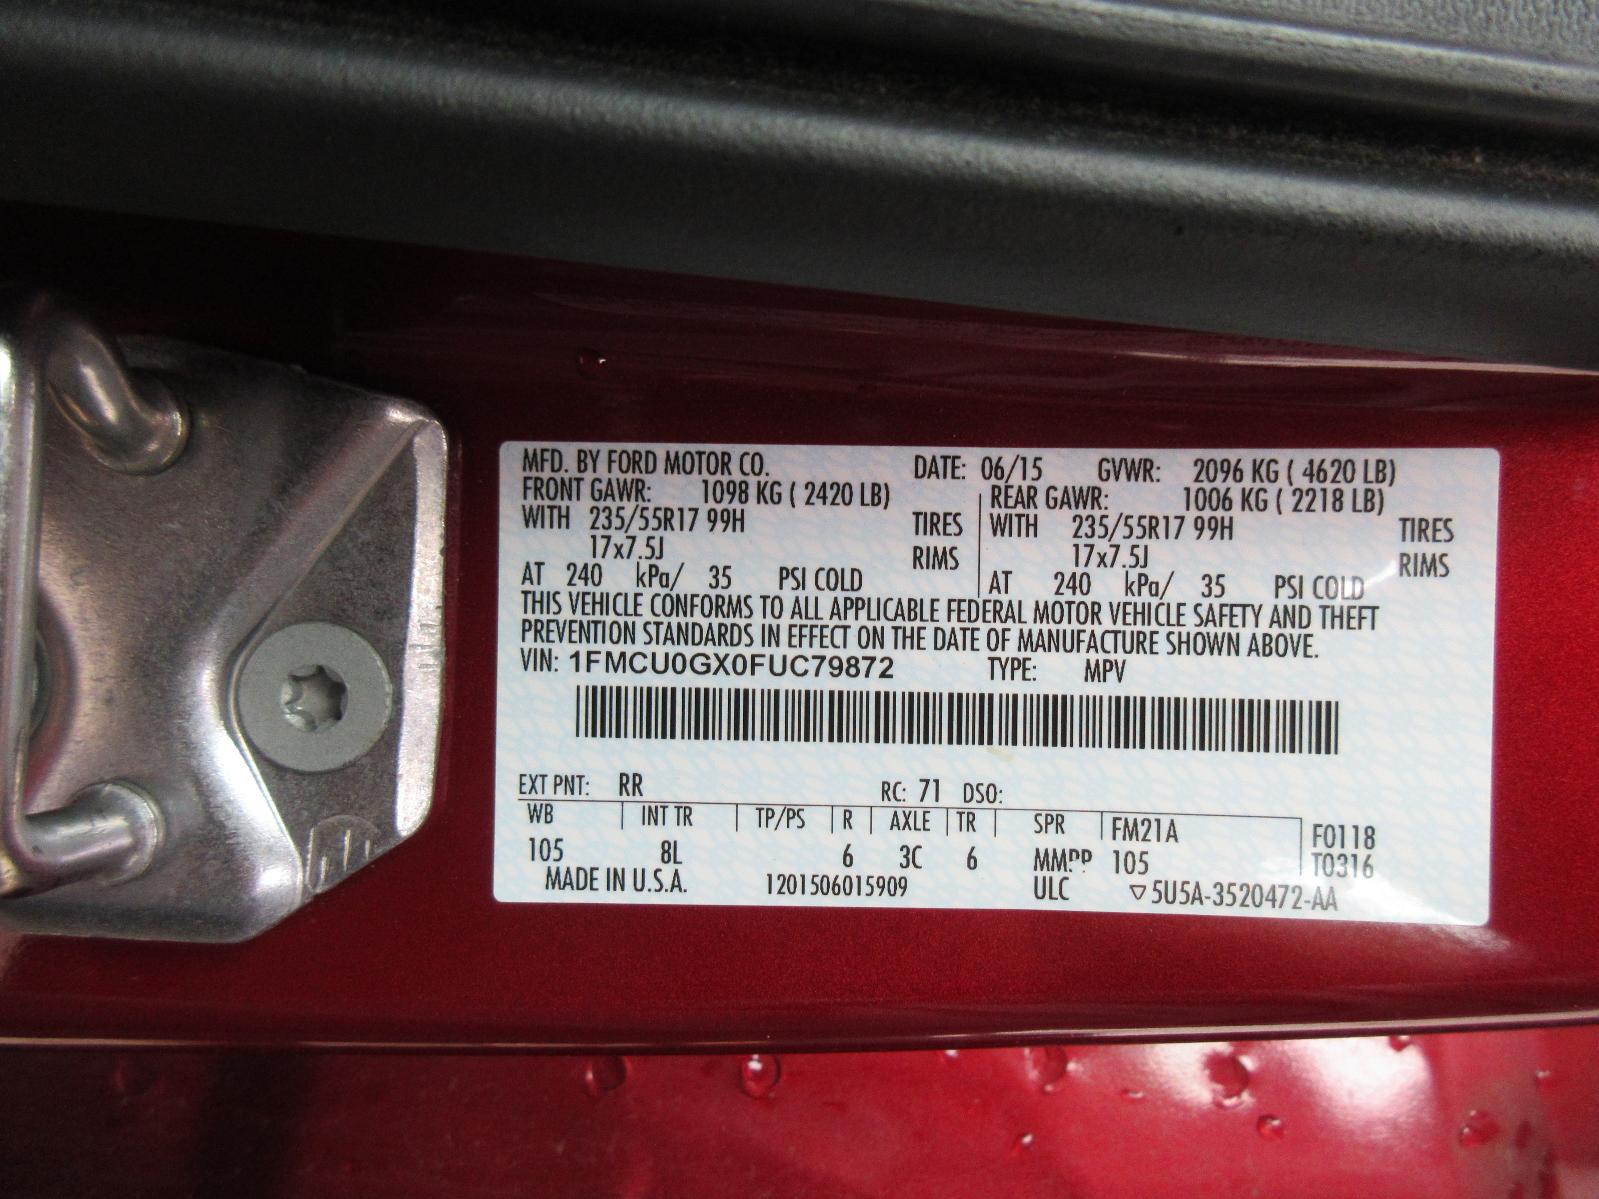 MFD. BY FORD MOTOR CO. DATE: 06/15 GVWR: 2096 KG ( 4620 LB)
FRONT GAWR: 1098 KG ( 2420 LB) REAR GAWR: 1006 KG ( 2218 LB)
WITH 235/55R17 99H TIRES WITH 235/55R17 99H TIRES
17x7.5J RIMS 17x7.5J RIMS
AT 240 kPa/ 35 PSI COLD AT 240 kPa/ 35 PSI COLD
THIS VEHICLE CONFORMS TO ALL APPLICABLE FEDERAL MOTOR VEHICLE SAFETY AND THEFT
PREVENTION STANDARDS IN EFFECT ON THE DATE OF MANUFACTURE SHOWN ABOVE.
VIN: 1FMCU0GX0FUC79872 TYPE: MPV
EXT PNT: RR RC: 71 DSO:
WB INT TR TP/PS R AXLE TR SPR FM21A F0118
105 8L 6 3C 6 MMPP 105 T0316
MADE IN U.S.A. 1201506015909 ULC ▽5U5A-3520472-AA